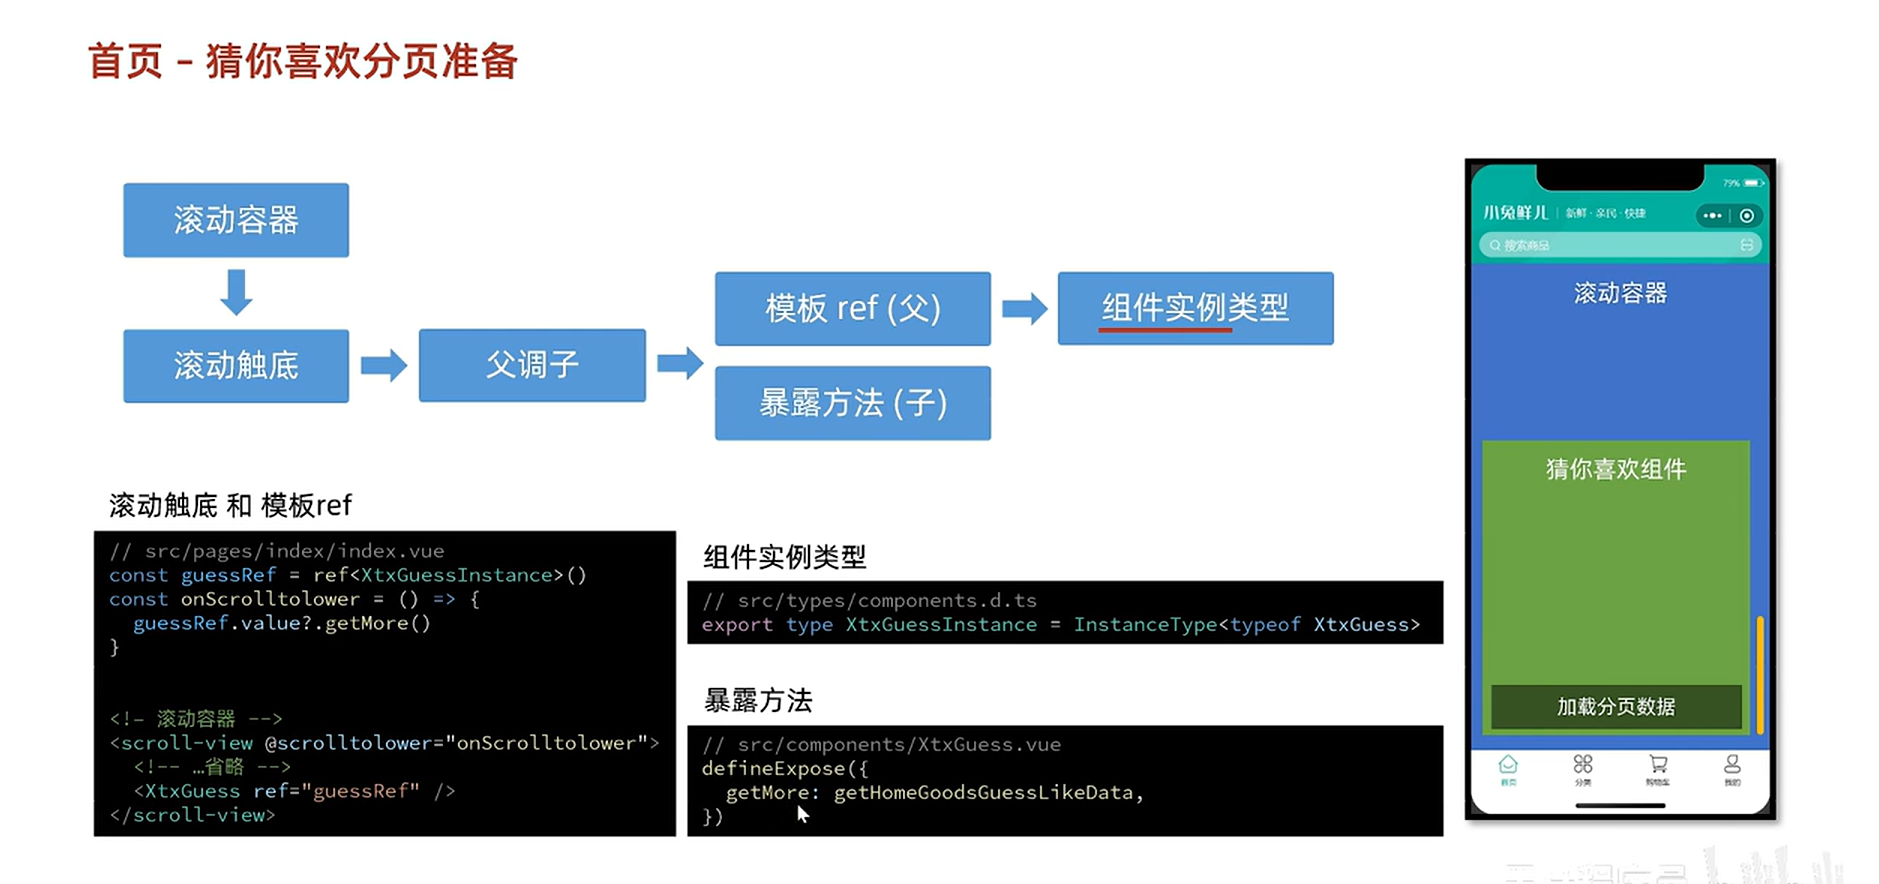 首页 - 猜你喜欢分页准备
滚动容器
滚动触底
父调子
模板 ref (父)
组件实例类型
暴露方法 (子)
滚动触底 和 模板ref
// src/pages/index/index.vue
const guessRef = ref<XtxGuessInstance>()
const onScrolltolower = () => {
guessRef.value?.getMore()
}
<!— 滚动容器 -->
<scroll-view @scrolltolower="onScrolltolower">
<!-- …省略 -->
<XtxGuess ref="guessRef" />
</scroll-view>
组件实例类型
// src/types/components.d.ts
export type XtxGuessInstance = InstanceType<typeof XtxGuess>
暴露方法
// src/components/XtxGuess.vue
defineExpose({
getMore: getHomeGoodsGuessLikeData,
})
79%
小兔鲜儿 | 新鲜·亲民·快捷
搜索商品
滚动容器
猜你喜欢组件
加载分页数据
首页 分类 购物车 我的